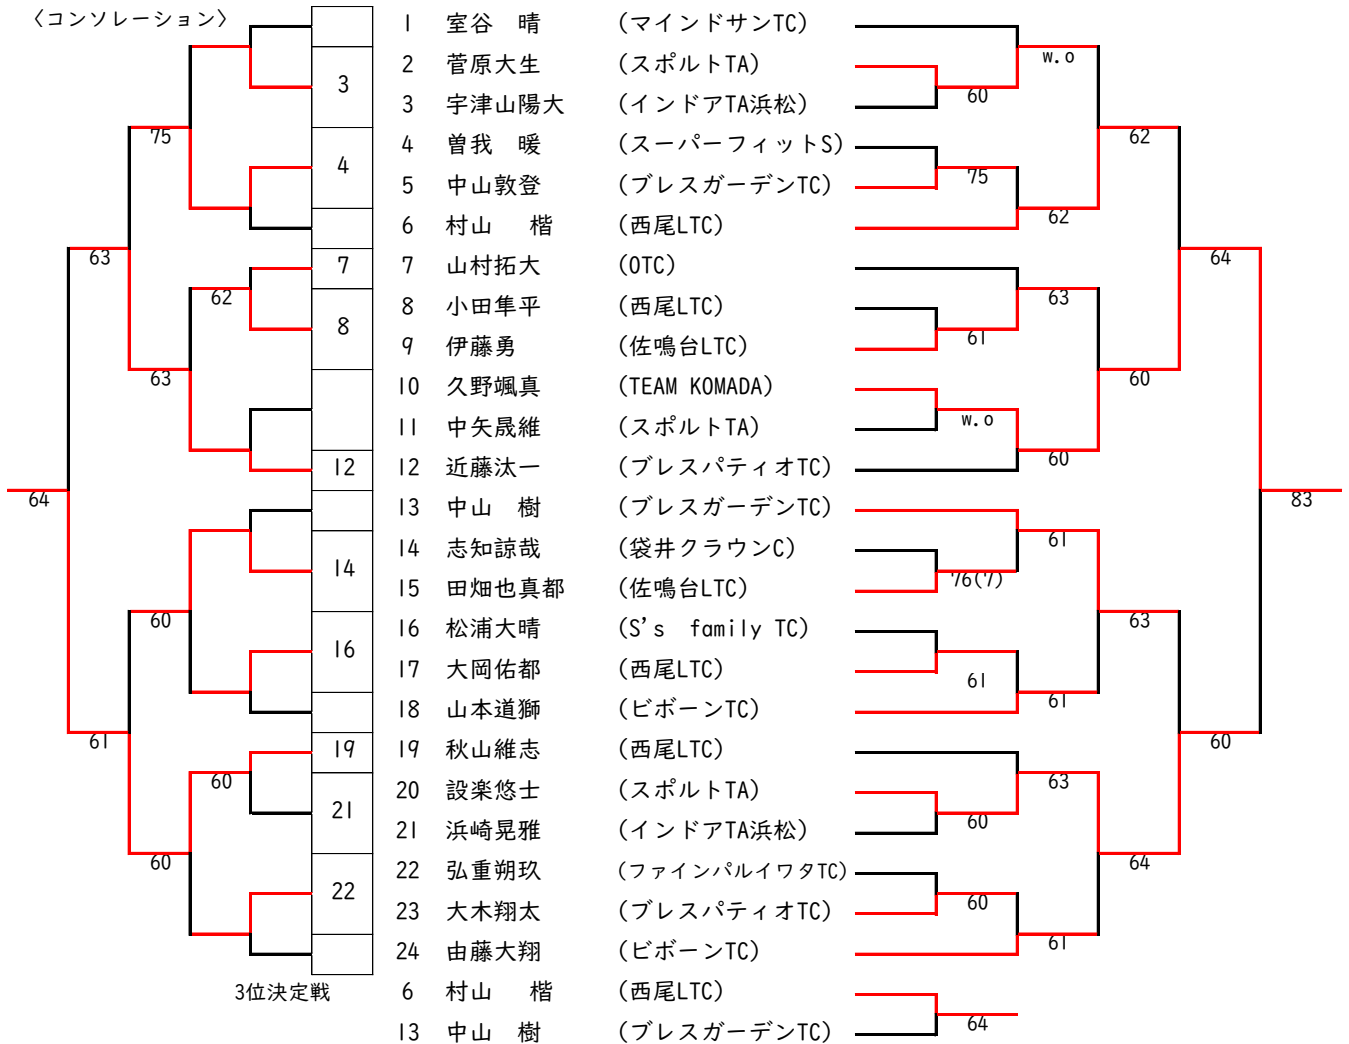 〈コンソレーション〉
1 室谷 晴 (マインドサンTC)
2 菅原大生 (スポルトTA) w.o
3 3 宇津山陽大 (インドアTA浜松) 60
75 4 曽我 暖 (スーパーフィットS) 62
4 5 中山敦登 (ブレスガーデンTC) 75
6 村山 楷 (西尾LTC) 62
63 7 7 山村拓大 (OTC) 64
62 8 小田隼平 (西尾LTC) 63
8 9 伊藤勇 (佐鳴台LTC) 61
63 10 久野颯真 (TEAM KOMADA) 60
11 中矢晟維 (スポルトTA) w.o
12 12 近藤汰一 (ブレスパティオTC) 60
64 13 中山 樹 (ブレスガーデンTC) 83
14 14 志知諒哉 (袋井クラウンC) 61
15 田畑也真都 (佐鳴台LTC) 76(7)
60 16 松浦大晴 (S's family TC) 63
16 17 大岡佑都 (西尾LTC) 61
18 山本道獅 (ビボーンTC) 61
61 19 19 秋山維志 (西尾LTC) 60
60 20 設楽悠士 (スポルトTA) 63
21 21 浜崎晃雅 (インドアTA浜松) 60
60 22 弘重朔玖 (ファインパルイワタTC) 64
22 23 大木翔太 (ブレスパティオTC) 60
24 由藤大翔 (ビボーンTC) 61
3位決定戦 6 村山 楷 (西尾LTC)
13 中山 樹 (ブレスガーデンTC) 64